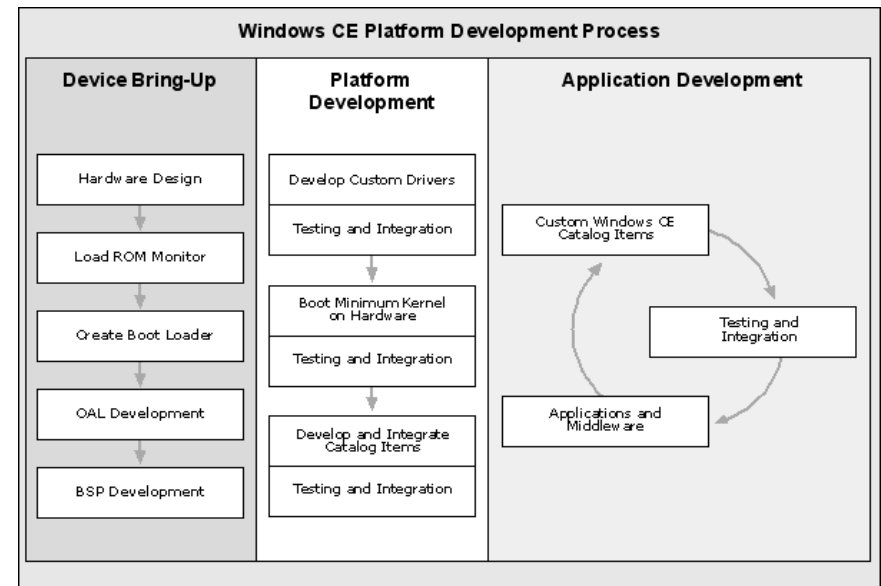 Windows CE Platform Development Process
Device Bring-Up
Hardware Design
Load ROM Monitor
Create Boot Loader
OAL Development
BSP Development
Platform
Development
Develop Custom Drivers
Testing and Integration
Boot Minimum Kernel
on Hardware
Testing and Integration
Develop and Integrate
Catalog Items
Testing and Integration
Application Development
Custom Windows CE
Catalog Items
Testing and
Integration
Applications and
Middleware